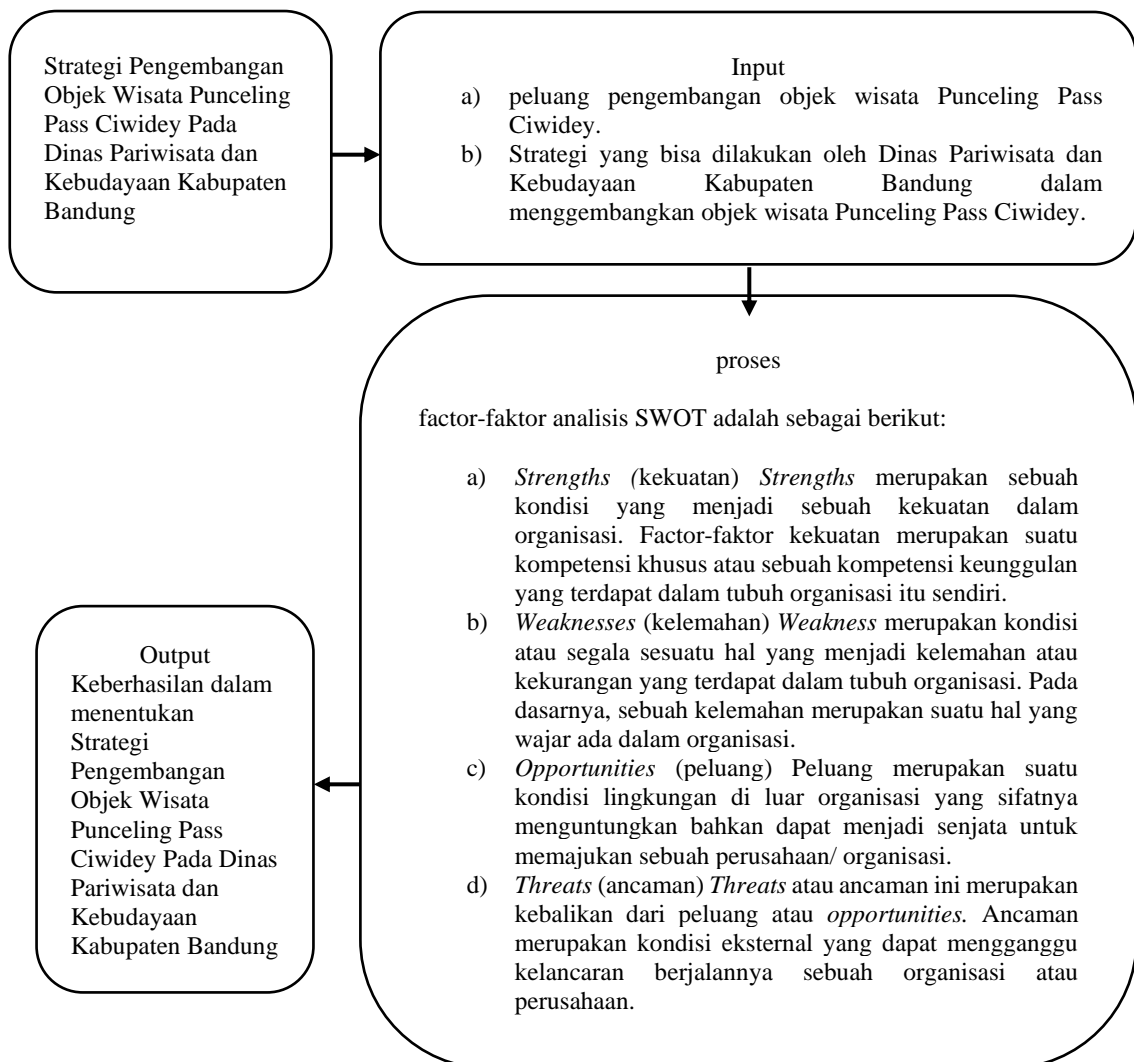 Strategi Pengembangan
Objek Wisata Punceling
Pass Ciwidey Pada
Dinas Pariwisata dan
Kebudayaan Kabupaten
Bandung
Input
a) peluang pengembangan objek wisata Punceling Pass
Ciwidey.
b) Strategi yang bisa dilakukan oleh Dinas Pariwisata dan
Kebudayaan Kabupaten Bandung dalam
menggembangkan objek wisata Punceling Pass Ciwidey.
proses
factor-faktor analisis SWOT adalah sebagai berikut:
a) Strengths (kekuatan) Strengths merupakan sebuah
kondisi yang menjadi sebuah kekuatan dalam
organisasi. Factor-faktor kekuatan merupakan suatu
kompetensi khusus atau sebuah kompetensi keunggulan
yang terdapat dalam tubuh organisasi itu sendiri.
b) Weaknesses (kelemahan) Weakness merupakan kondisi
atau segala sesuatu hal yang menjadi kelemahan atau
kekurangan yang terdapat dalam tubuh organisasi. Pada
dasarnya, sebuah kelemahan merupakan suatu hal yang
wajar ada dalam organisasi.
c) Opportunities (peluang) Peluang merupakan suatu
kondisi lingkungan di luar organisasi yang sifatnya
menguntungkan bahkan dapat menjadi senjata untuk
memajukan sebuah perusahaan/ organisasi.
d) Threats (ancaman) Threats atau ancaman ini merupakan
kebalikan dari peluang atau opportunities. Ancaman
merupakan kondisi eksternal yang dapat mengganggu
kelancaran berjalannya sebuah organisasi atau
perusahaan.
Output
Keberhasilan dalam
menentukan
Strategi
Pengembangan
Objek Wisata
Punceling Pass
Ciwidey Pada Dinas
Pariwisata dan
Kebudayaan
Kabupaten Bandung